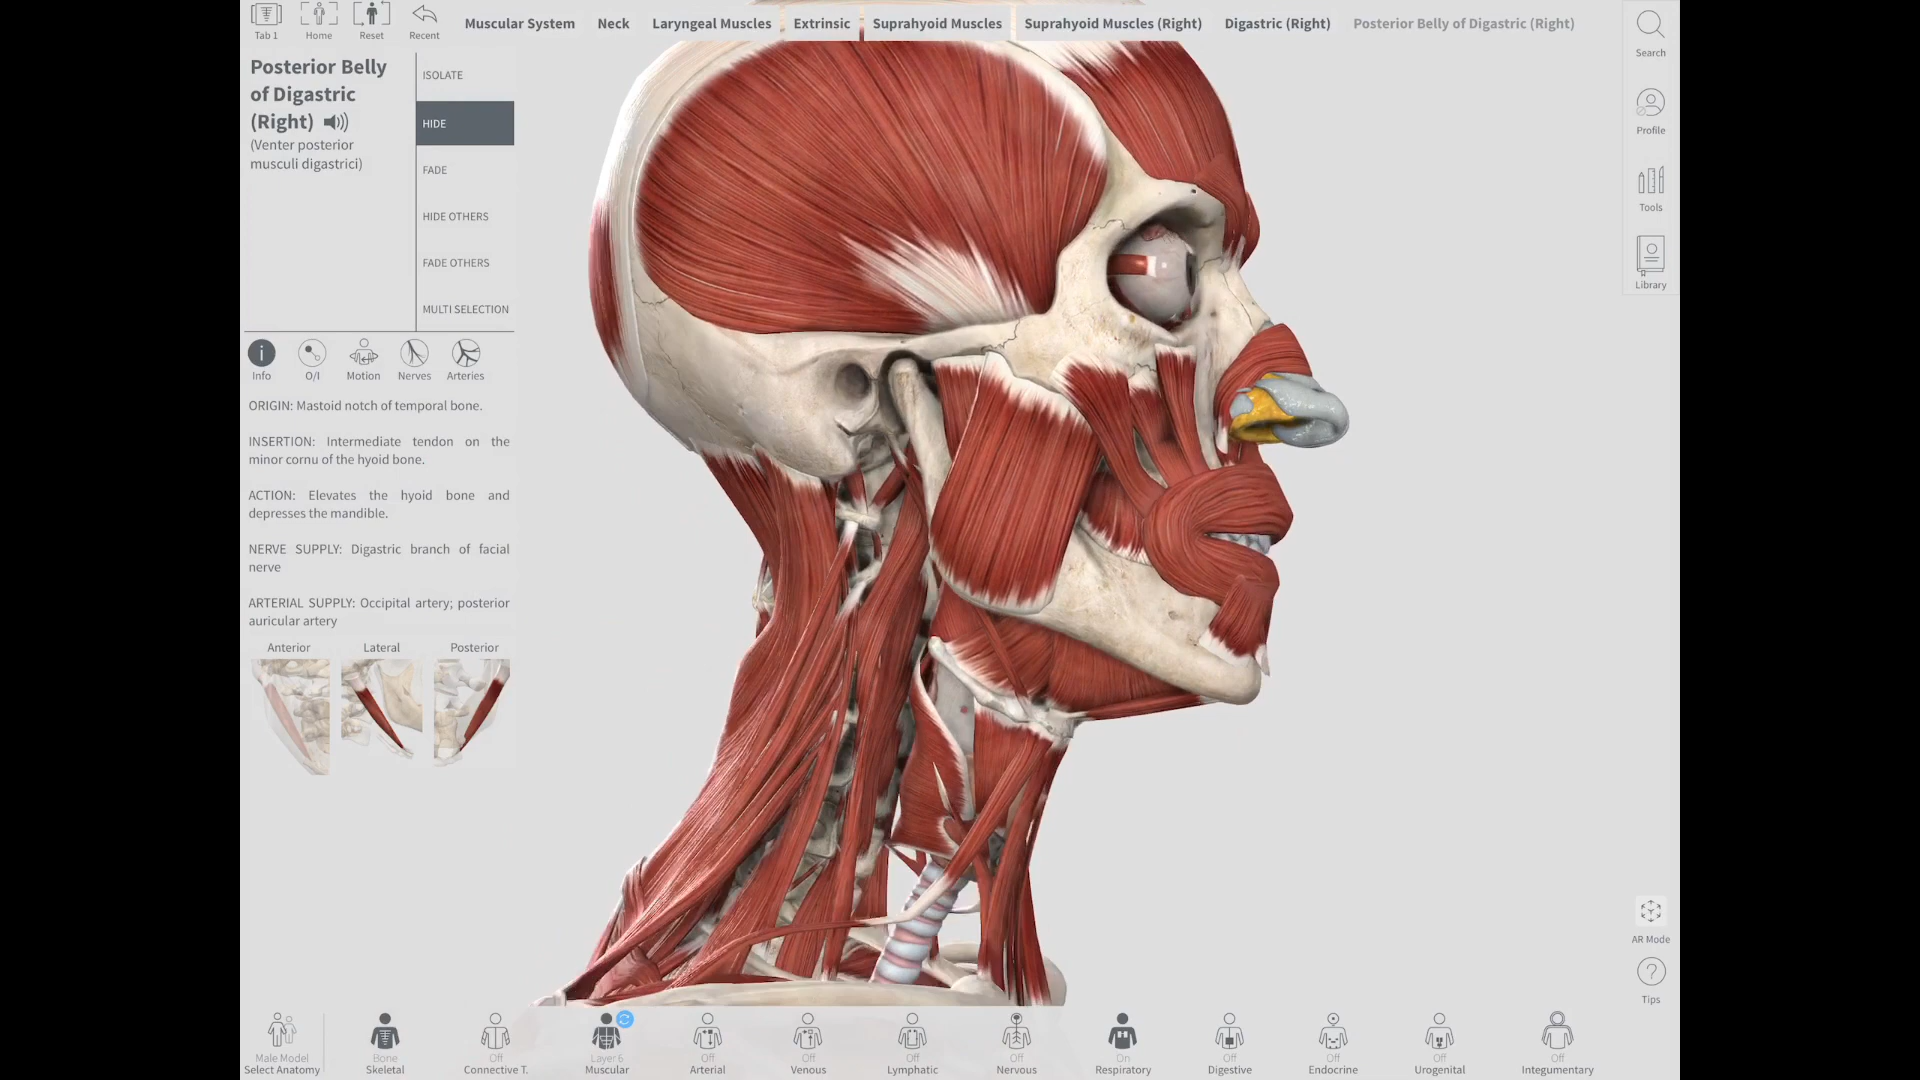 Tab 1
Home
Reset
Recent
Muscular System
Neck
Laryngeal Muscles
Extrinsic
Suprahyoid Muscles
Suprahyoid Muscles (Right)
Digastric (Right)
Posterior Belly of Digastric (Right)
Posterior Belly
of Digastric
(Right)
(Venter posterior
musculi digastrici)
ISOLATE
HIDE
FADE
HIDE OTHERS
FADE OTHERS
MULTI SELECTION
Info
O/I
Motion
Nerves
Arteries
ORIGIN: Mastoid notch of temporal bone.
INSERTION: Intermediate tendon on the
minor cornu of the hyoid bone.
ACTION: Elevates the hyoid bone and
depresses the mandible.
NERVE SUPPLY: Digastric branch of facial
nerve
ARTERIAL SUPPLY: Occipital artery; posterior
auricular artery
Anterior
Lateral
Posterior
Search
Profile
Tools
Library
AR Mode
Tips
Male Model
Select Anatomy
Bone
Skeletal
Off
Connective T.
Layer 6
Muscular
Off
Arterial
Off
Venous
Off
Lymphatic
Off
Nervous
On
Respiratory
Off
Digestive
Off
Endocrine
Off
Urogenital
Off
Integumentary